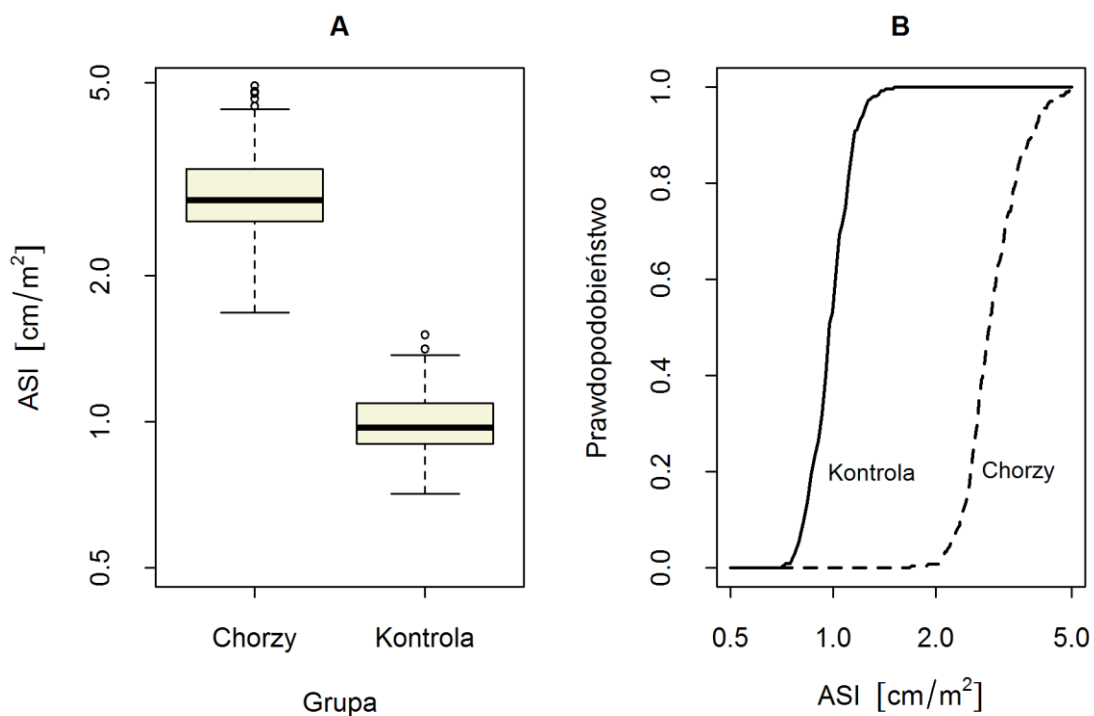 A
ASI [cm/m²]
5.0
2.0
1.0
0.5
Chorzy
Kontrola
Grupa
B
Prawdopodobieństwo
1.0
0.8
0.6
0.4
0.2
0.0
Kontrola
Chorzy
0.5
1.0
2.0
5.0
ASI [cm/m²]